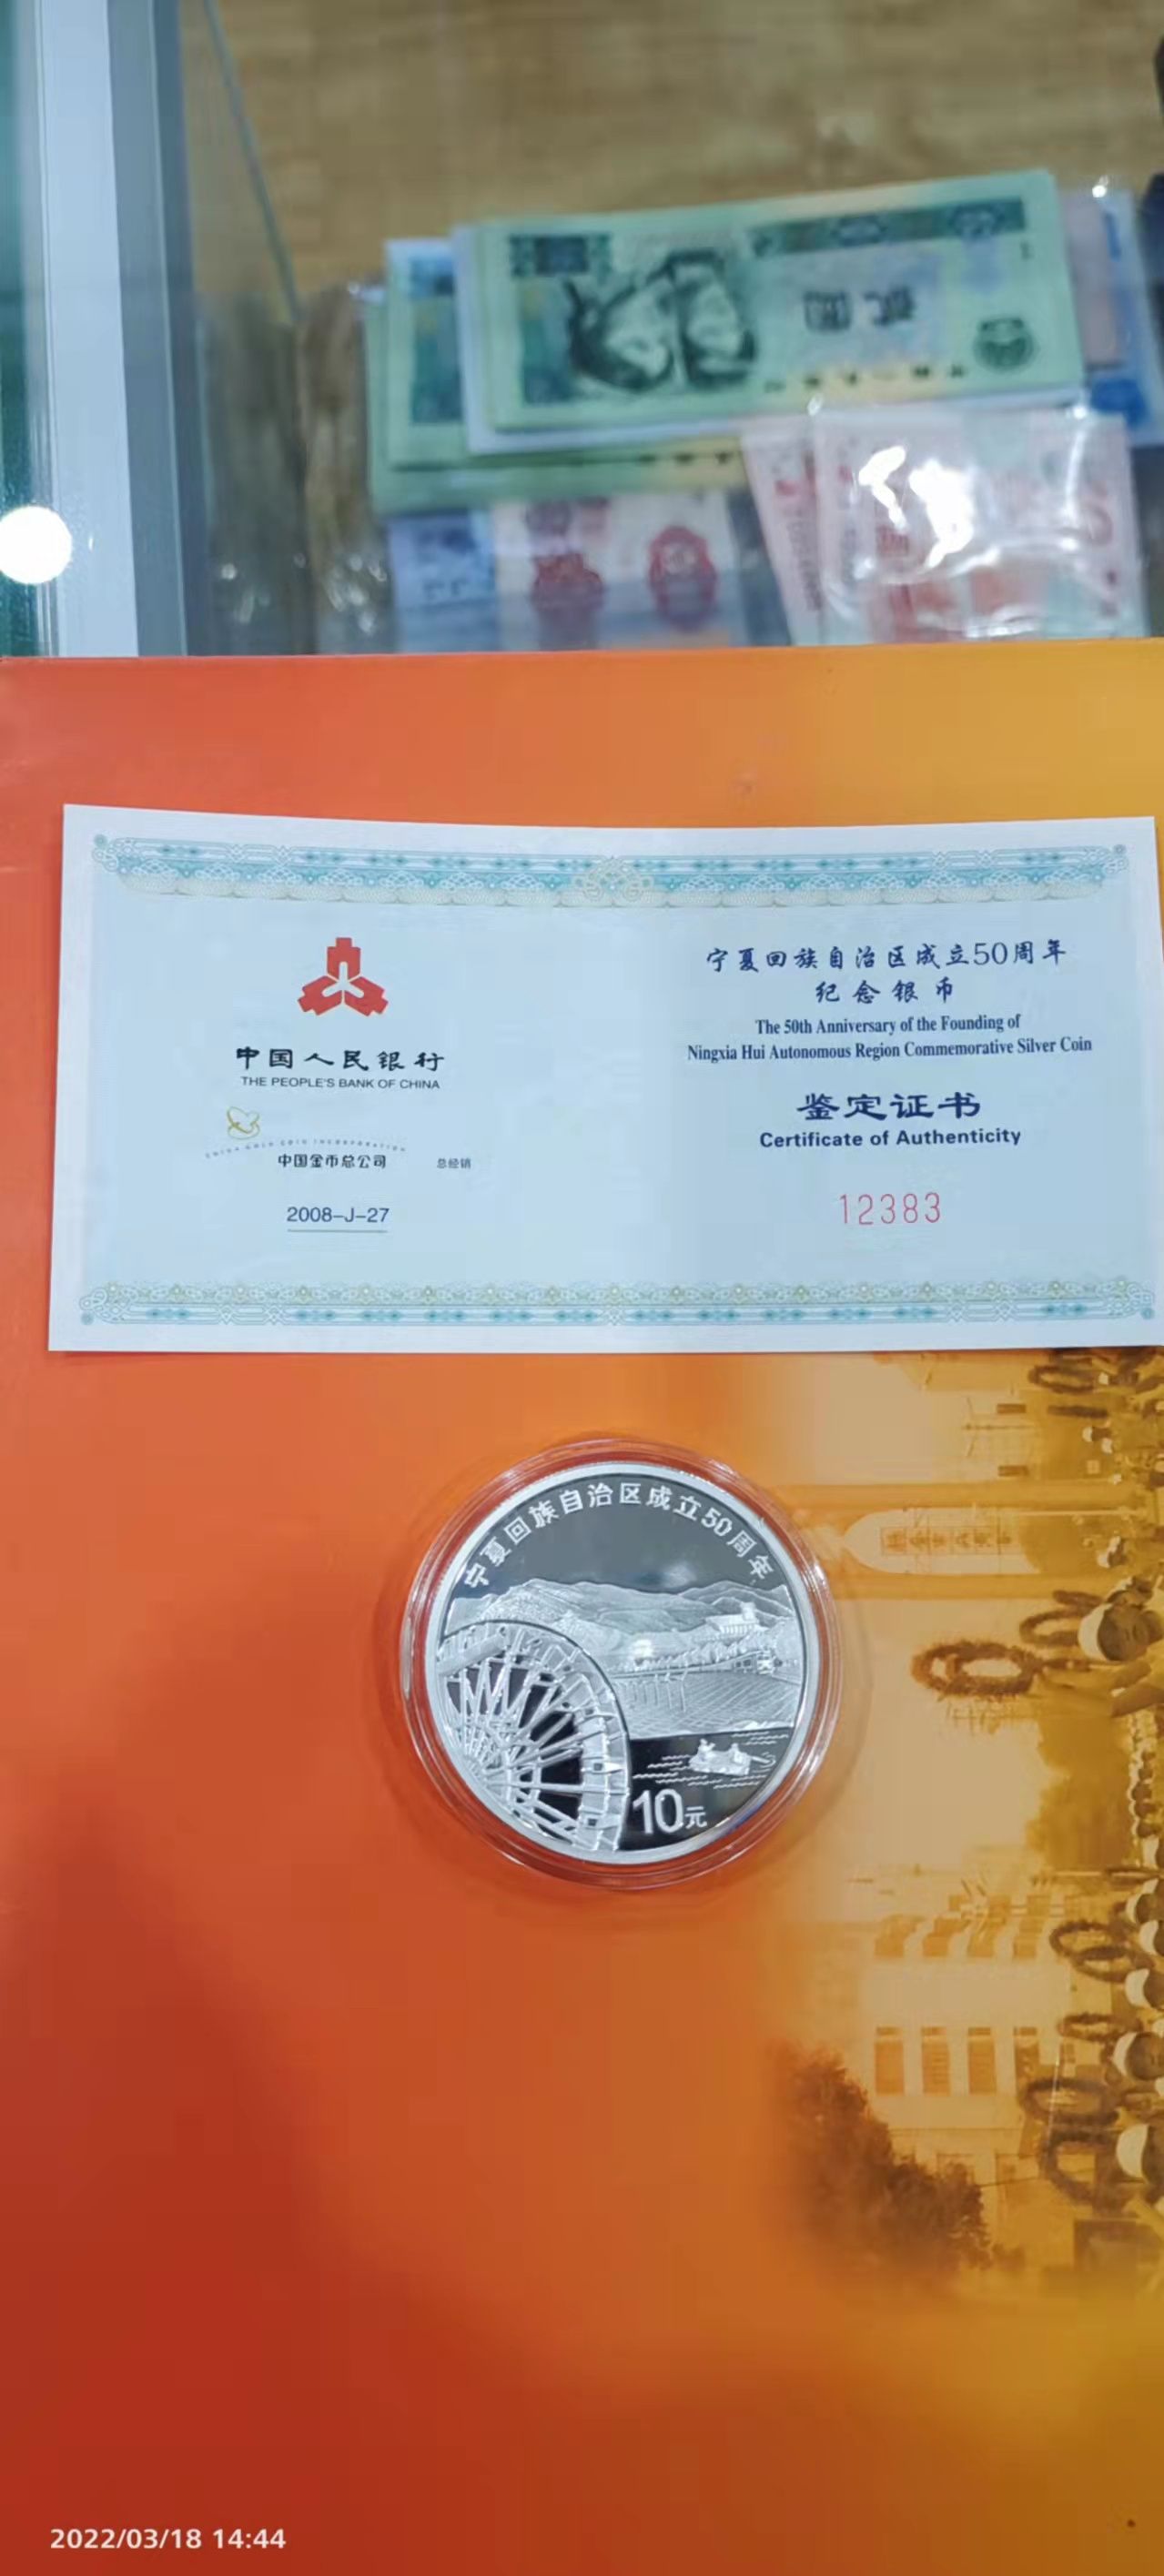 中国人民银行
THE PEOPLE'S BANK OF CHINA
CHINA GOLD COIN INCORPORATION
中国金币总公司 总经销
2008-J-27
宁夏回族自治区成立50周年
纪念银币
The 50th Anniversary of the Founding of
Ningxia Hui Autonomous Region Commemorative Silver Coin
鉴定证书
Certificate of Authenticity
12383
宁夏回族自治区成立50周年
10元
2022/03/18 14:44